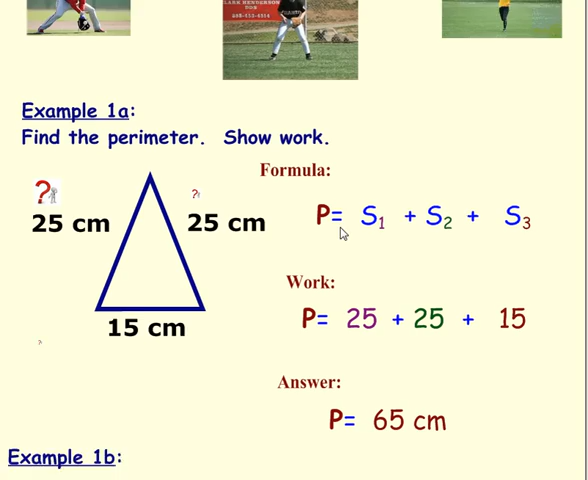 Example 1a:
Find the perimeter. Show work.
Formula:
?
?
25 cm
25 cm
P= S1 + S2 + S3
Work:
P= 25 + 25 + 15
15 cm
?
Answer:
P= 65 cm
Example 1b: